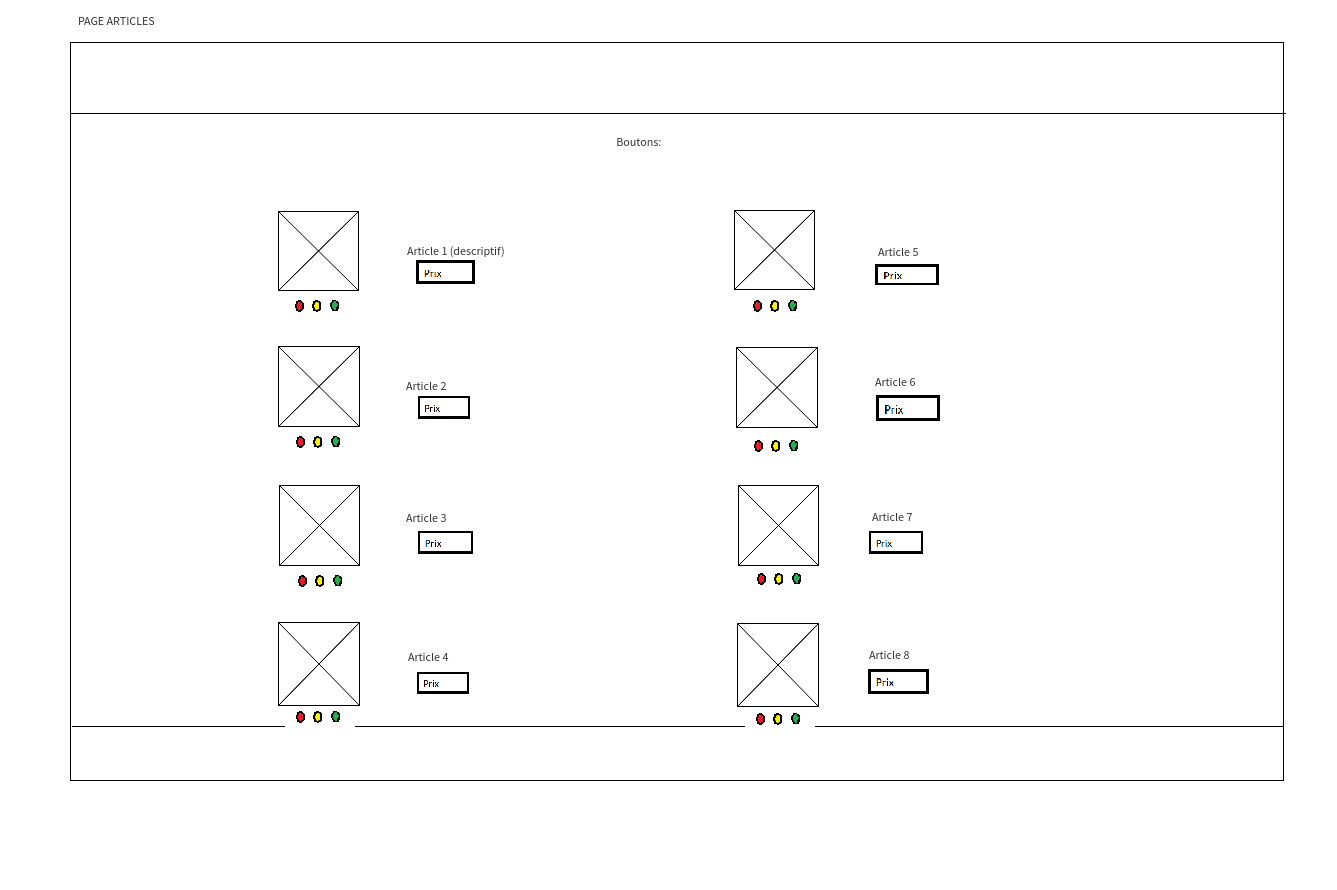 PAGE ARTICLES
Boutons:
Article 1 (descriptif)
Prix
Article 5
Prix
Article 2
Prix
Article 6
Prix
Article 3
Prix
Article 7
Prix
Article 4
Prix
Article 8
Prix